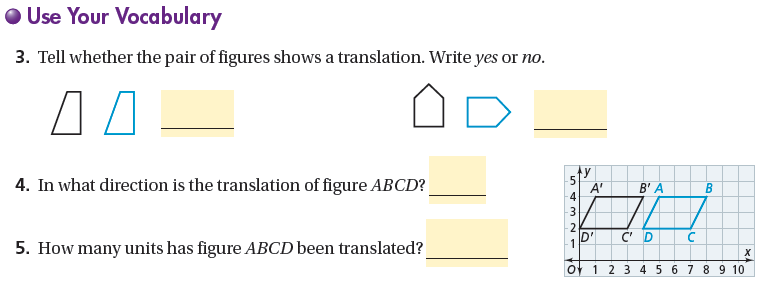 Use Your Vocabulary
3. Tell whether the pair of figures shows a translation. Write yes or no.
4. In what direction is the translation of figure ABCD?
5. How many units has figure ABCD been translated?
y
5
4
3
2
1
A' B' A B
D' C' D C
x
O 1 2 3 4 5 6 7 8 9 10